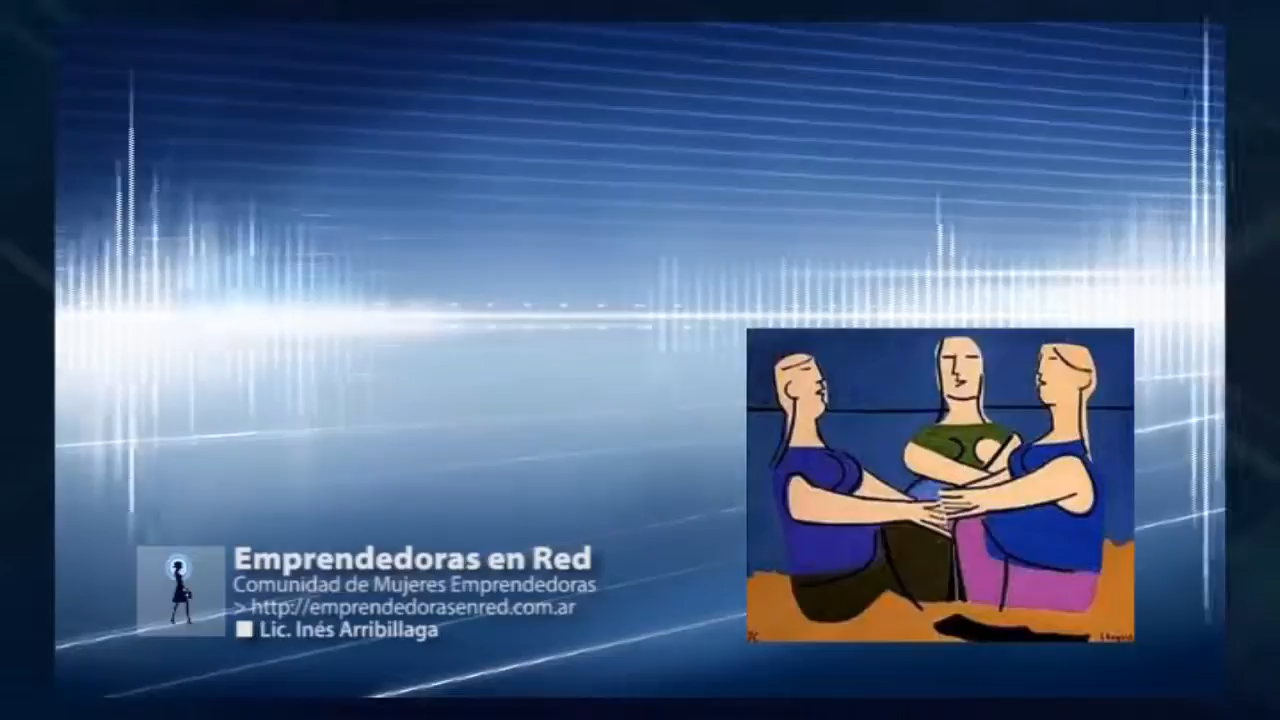 Emprendedoras en Red
Comunidad de Mujeres Emprendedoras
> http://emprendedorasenred.com.ar
Lic. Inés Arribillaga